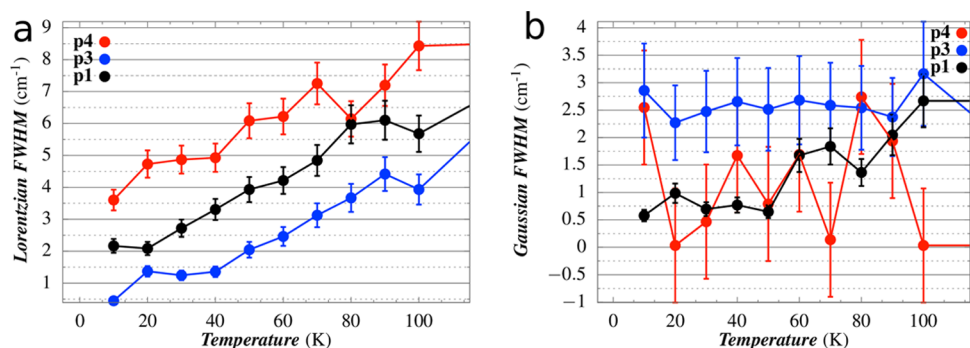 a
9
8
7
6
5
4
3
2
1
p4
p3
p1
Lorentzian FWHM (cm⁻¹)
0 20 40 60 80 100
Temperature (K)
b
4
3.5
3
2.5
2
1.5
1
0.5
0
−0.5
−1
p4
p3
p1
Gaussian FWHM (cm⁻¹)
0 20 40 60 80 100
Temperature (K)